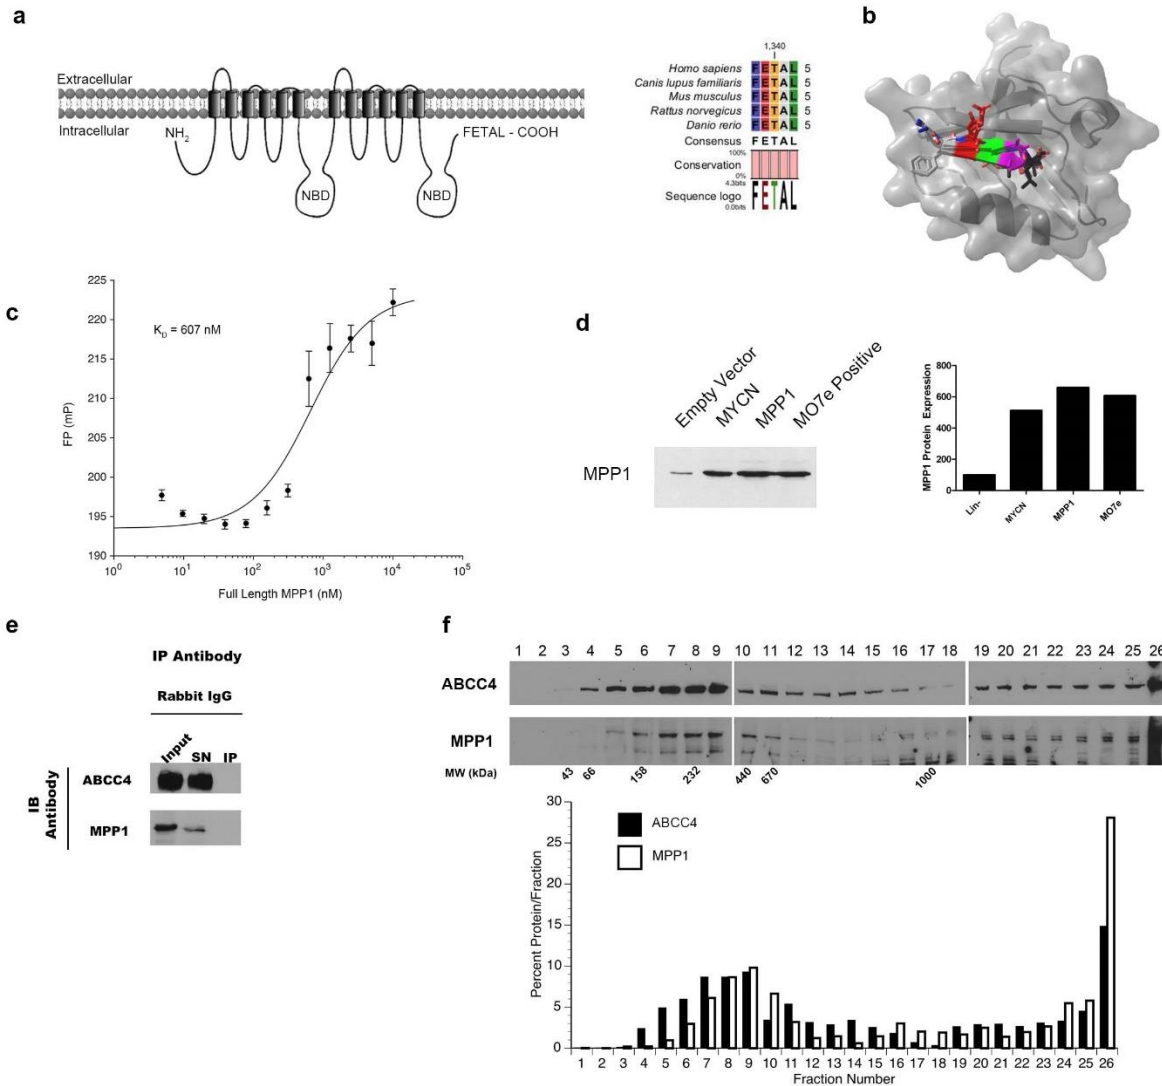 a
Extracellular
Intracellular
NH2
NBD
NBD
FETAL - COOH
1,340
Homo sapiens FETAL 5
Canis lupus familiaris FETAL 5
Mus musculus FETAL 5
Rattus norvegicus FETAL 5
Danio rerio FETAL 5
Consensus FETAL
100%
Conservation
0%
4.3bits
Sequence logo FETAL
0.0bits
b
c
225
220
215
210
205
200
195
190
FP (mP)
KD = 607 nM
10^0 10^1 10^2 10^3 10^4 10^5
Full Length MPP1 (nM)
d
Empty Vector
MYCN
MPP1
MO7e Positive
MPP1
MPP1 Protein Expression
800
600
400
200
0
Lin-
MYCN
MPP1
MO7e
e
IP Antibody
Rabbit IgG
Input SN IP
IB Antibody
ABCC4
MPP1
f
1 2 3 4 5 6 7 8 9 10 11 12 13 14 15 16 17 18 19 20 21 22 23 24 25 26
ABCC4
MPP1
MW (kDa) 43 66 158 232 440 670 1000
ABCC4
MPP1
30
25
20
15
10
5
0
Percent Protein/Fraction
1 2 3 4 5 6 7 8 9 10 11 12 13 14 15 16 17 18 19 20 21 22 23 24 25 26
Fraction Number